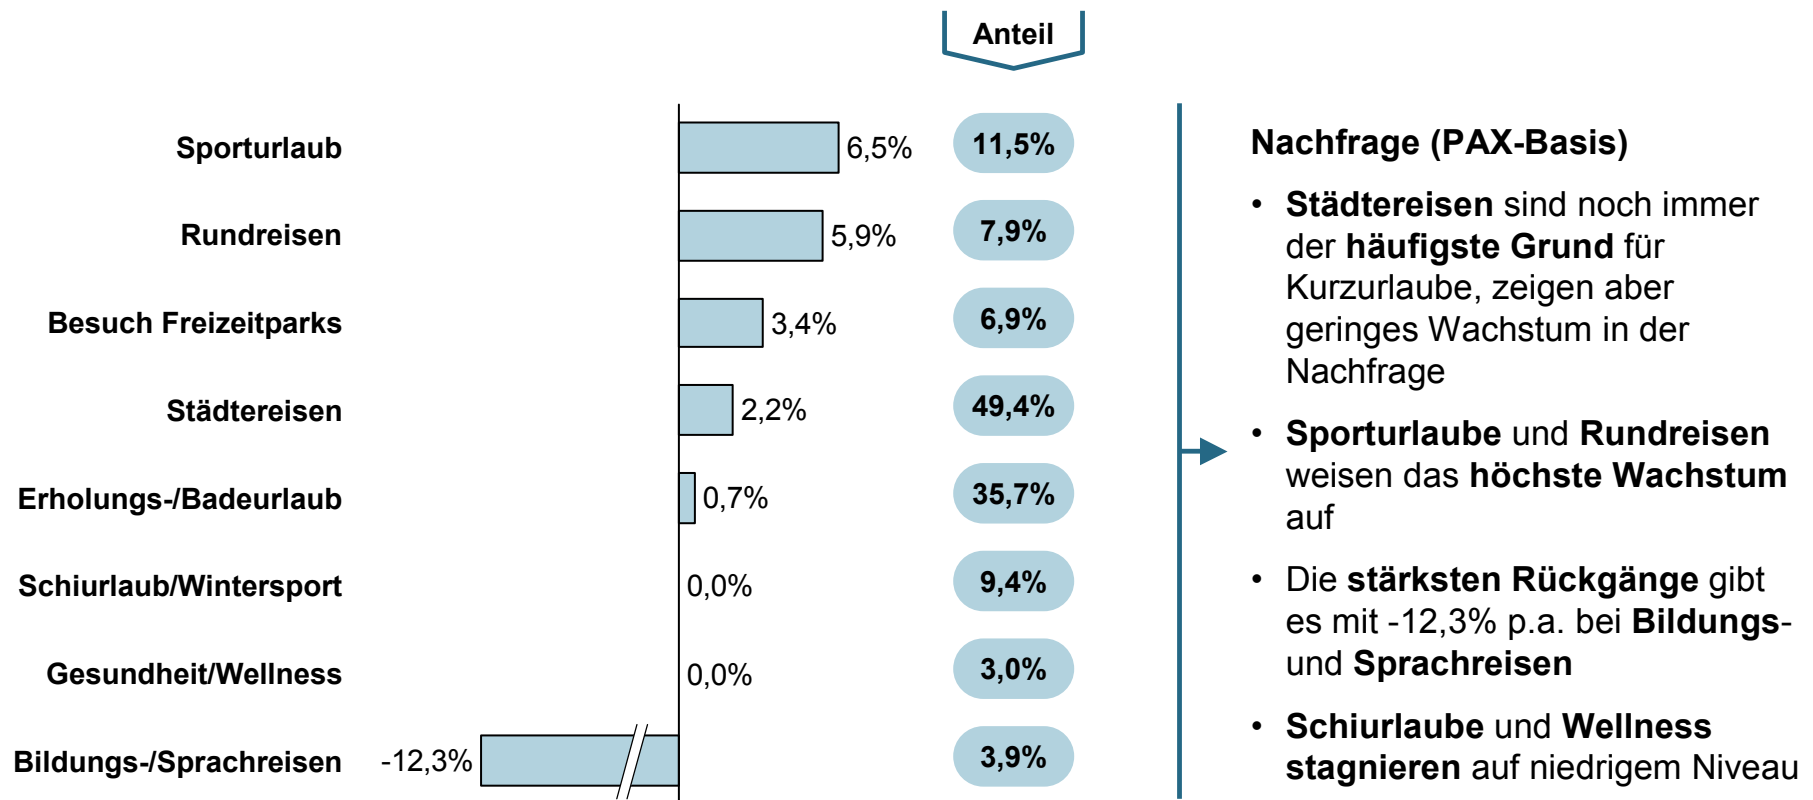 Anteil
Sporturlaub 6,5% 11,5%
Rundreisen 5,9% 7,9%
Besuch Freizeitparks 3,4% 6,9%
Städtereisen 2,2% 49,4%
Erholungs-/Badeurlaub 0,7% 35,7%
Schiurlaub/Wintersport 0,0% 9,4%
Gesundheit/Wellness 0,0% 3,0%
Bildungs-/Sprachreisen -12,3% 3,9%
Nachfrage (PAX-Basis)
• Städtereisen sind noch immer
der häufigste Grund für
Kurzurlaube, zeigen aber
geringes Wachstum in der
Nachfrage
• Sporturlaube und Rundreisen
weisen das höchste Wachstum
auf
• Die stärksten Rückgänge gibt
es mit -12,3% p.a. bei Bildungs-
und Sprachreisen
• Schiurlaube und Wellness
stagnieren auf niedrigem Niveau